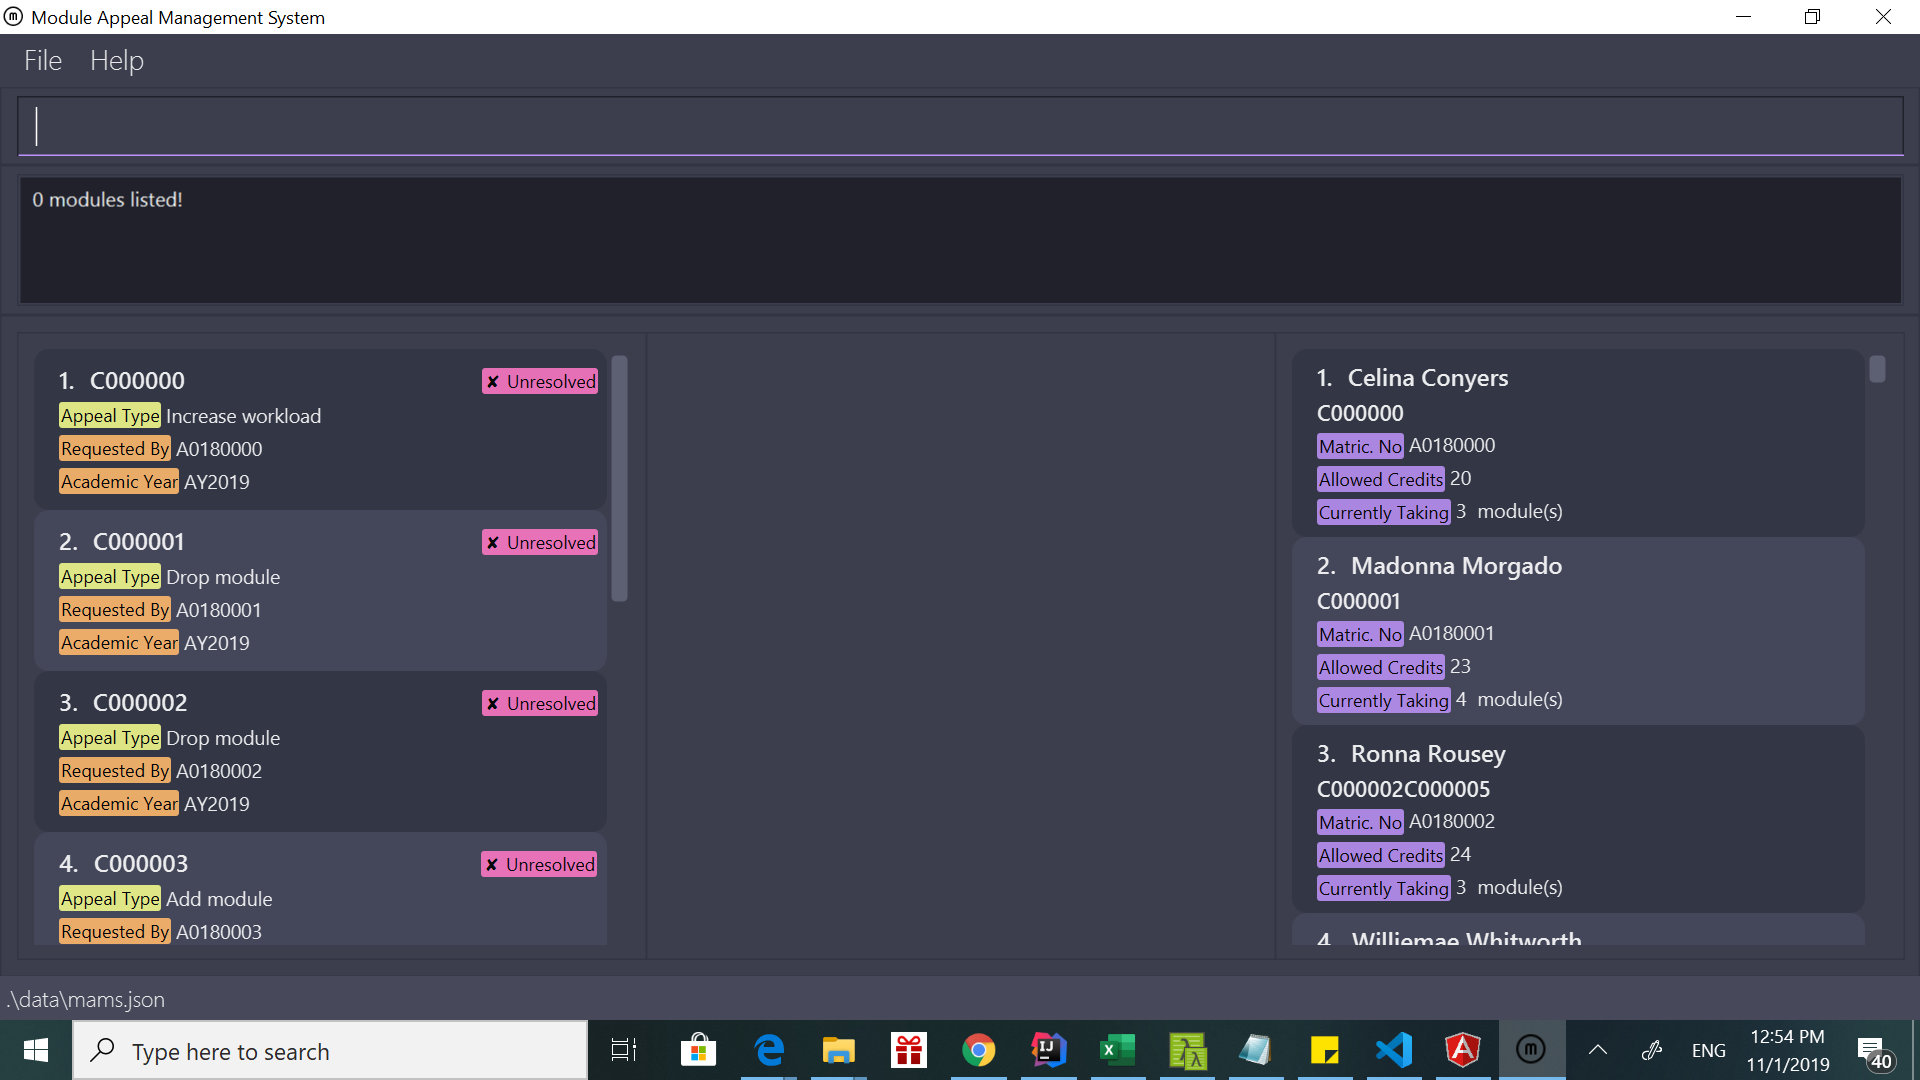 Module Appeal Management System
File Help
0 modules listed!
1. C000000
✘ Unresolved
Appeal Type Increase workload
Requested By A0180000
Academic Year AY2019
2. C000001
✘ Unresolved
Appeal Type Drop module
Requested By A0180001
Academic Year AY2019
3. C000002
✘ Unresolved
Appeal Type Drop module
Requested By A0180002
Academic Year AY2019
4. C000003
✘ Unresolved
Appeal Type Add module
Requested By A0180003
1. Celina Conyers
C000000
Matric. No A0180000
Allowed Credits 20
Currently Taking 3 module(s)
2. Madonna Morgado
C000001
Matric. No A0180001
Allowed Credits 23
Currently Taking 4 module(s)
3. Ronna Rousey
C000002C000005
Matric. No A0180002
Allowed Credits 24
Currently Taking 3 module(s)
4. Williemae Whitworth
.\data\mams.json
Type here to search
ENG
12:54 PM
11/1/2019
40